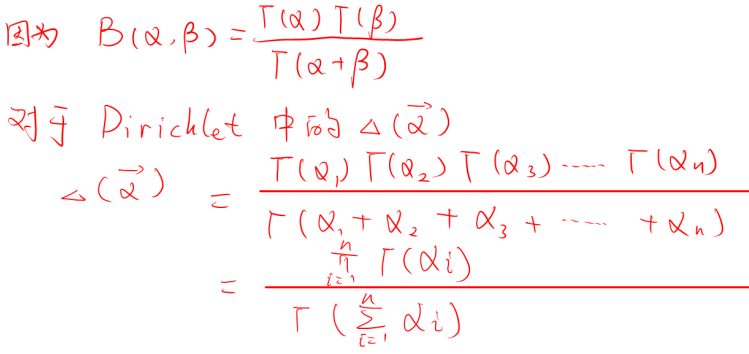 因为 B(α,β) = Γ(α)Γ(β) / Γ(α+β)
对于 Dirichlet 中的 △(α⃗)
△(α⃗) = Γ(α₁)Γ(α₂)Γ(α₃)…… Γ(αn) / Γ(α₁+α₂+α₃+……+αn)
= ∏ᵢ₌₁ⁿ Γ(αi) / Γ(∑ᵢ₌₁ⁿ αi)